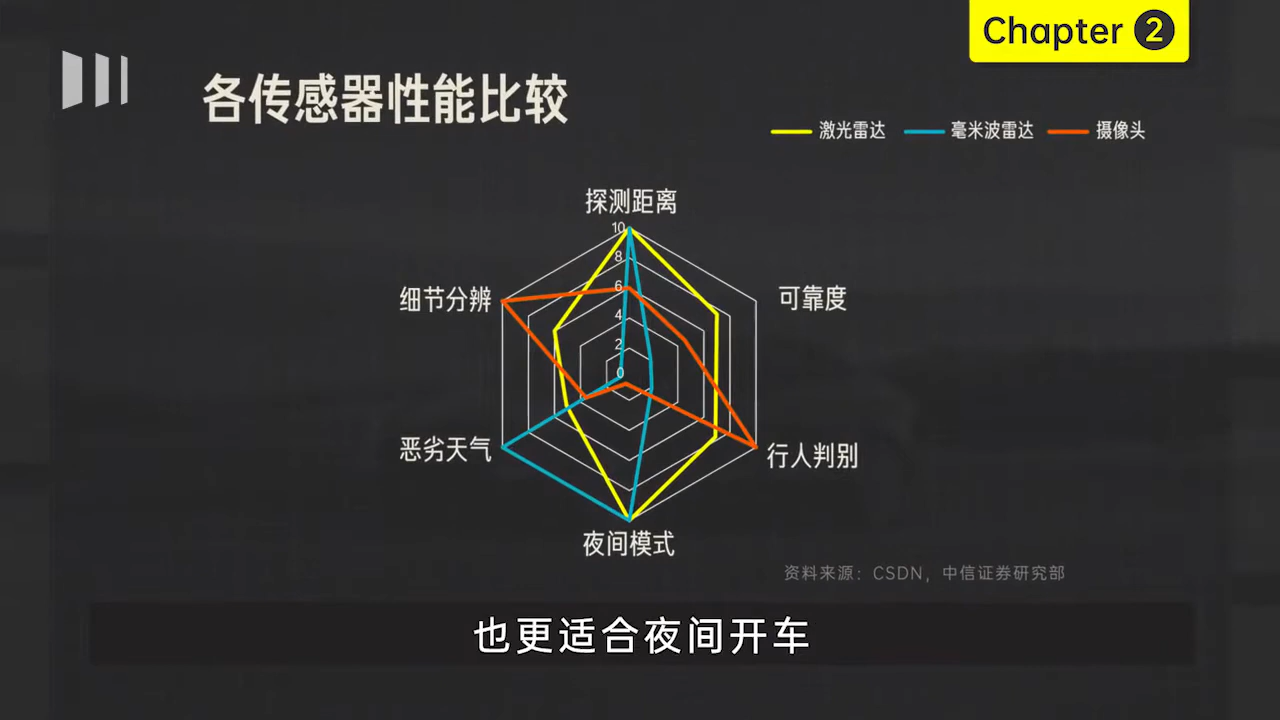 Chapter 2
各传感器性能比较
激光雷达 毫米波雷达 摄像头
探测距离
10
8
6
4
2
0
可靠度
细节分辨
恶劣天气
行人判别
夜间模式
资料来源：CSDN，中信证券研究部
也更适合夜间开车